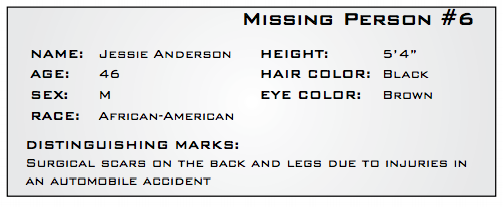 Missing Person #6
Name: Jessie Anderson Height: 5'4"
Age: 46 Hair Color: Black
Sex: M Eye Color: Brown
Race: African-American
Distinguishing Marks:
Surgical scars on the back and legs due to injuries in
an automobile accident